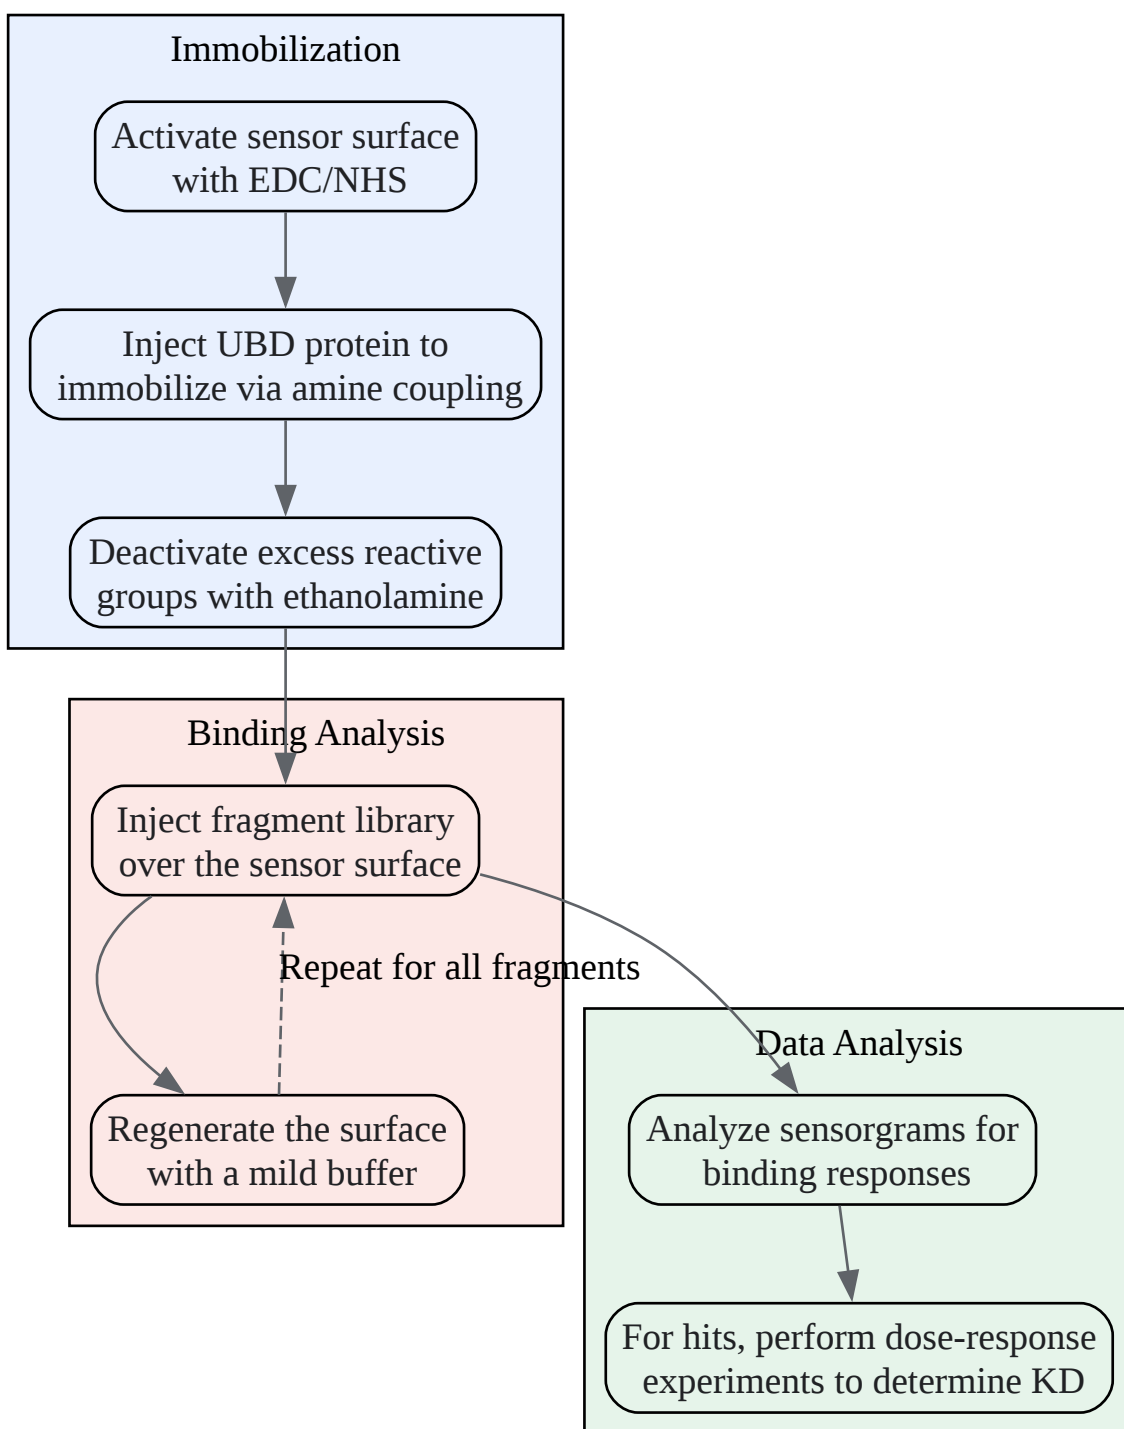 Immobilization
Activate sensor surface
with EDC/NHS
Inject UBD protein to
immobilize via amine coupling
Deactivate excess reactive
groups with ethanolamine
Binding Analysis
Inject fragment library
over the sensor surface
Repeat for all fragments
Regenerate the surface
with a mild buffer
Data Analysis
Analyze sensorgrams for
binding responses
For hits, perform dose-response
experiments to determine KD